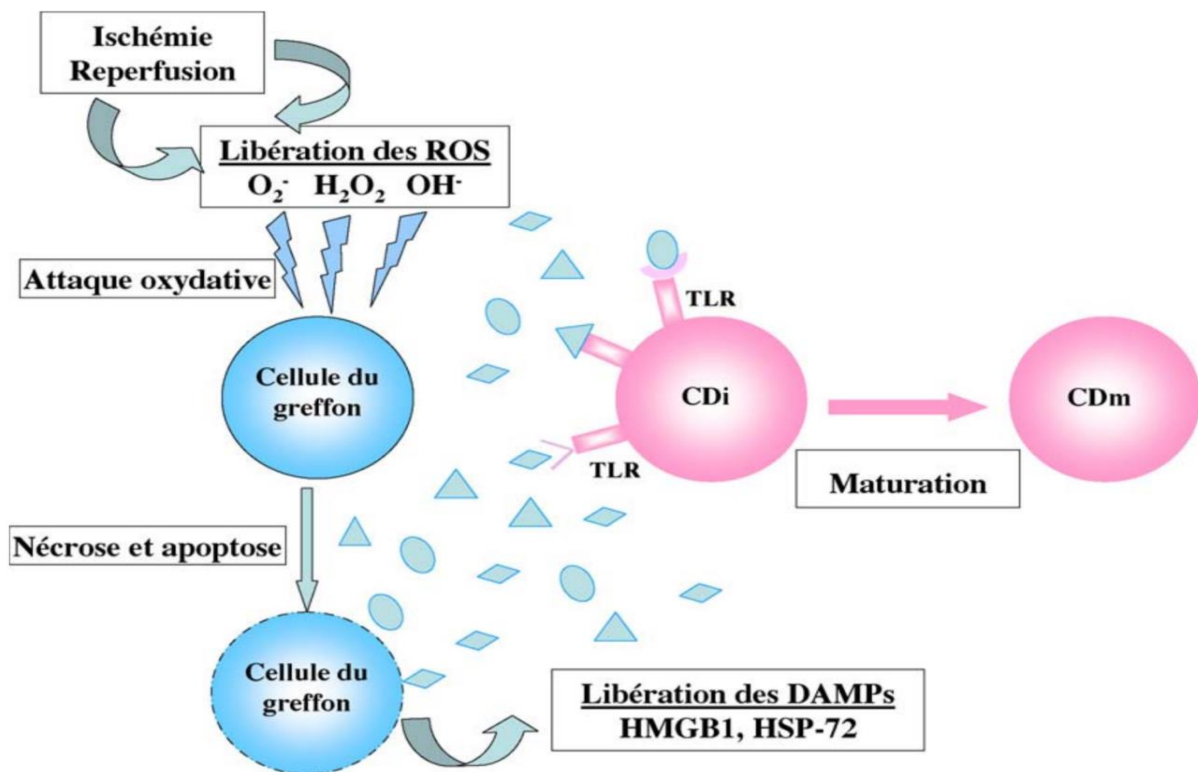 Ischémie
Reperfusion
Libération des ROS
O₂⁻ H₂O₂ OH⁻
Attaque oxydative
TLR
Cellule du
greffon
CDi
CDm
TLR
Maturation
Nécrose et apoptose
Cellule du
greffon
Libération des DAMPs
HMGB1, HSP-72